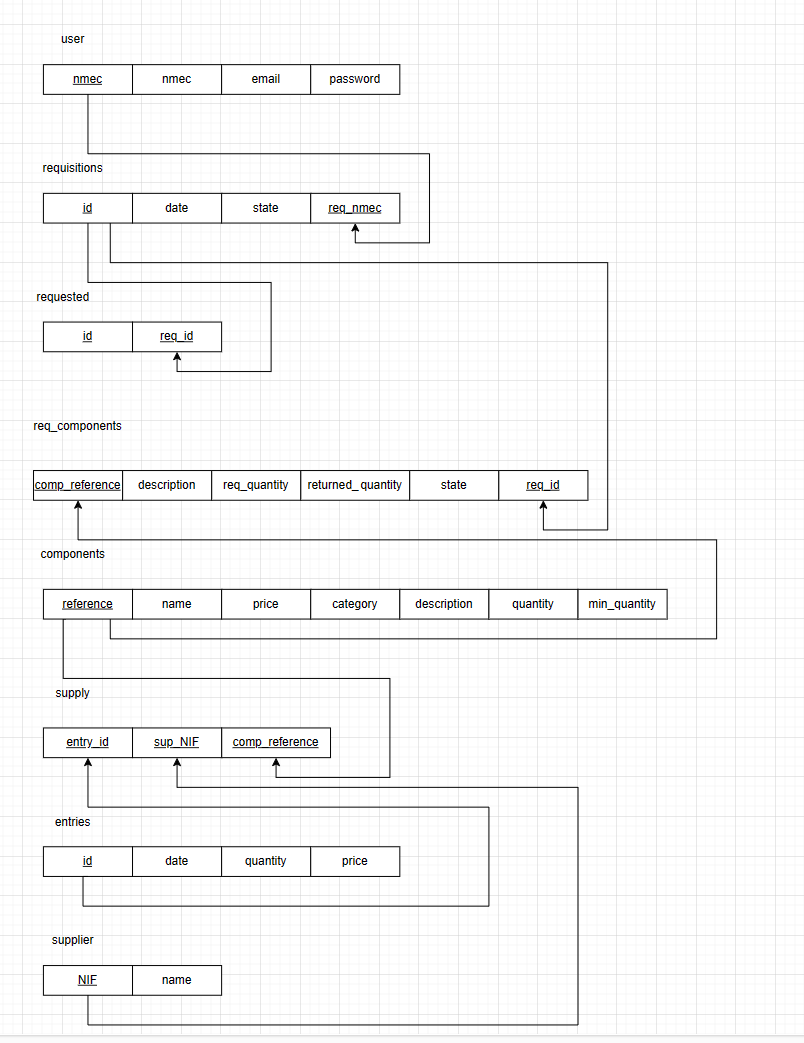 user
nmec nmec email password
requisitions
id date state req_nmec
requested
id req_id
req_components
comp_reference description req_quantity returned_ quantity state req_id
components
reference name price category description quantity min_quantity
supply
entry_id sup_NIF comp_reference
entries
id date quantity price
supplier
NIF name